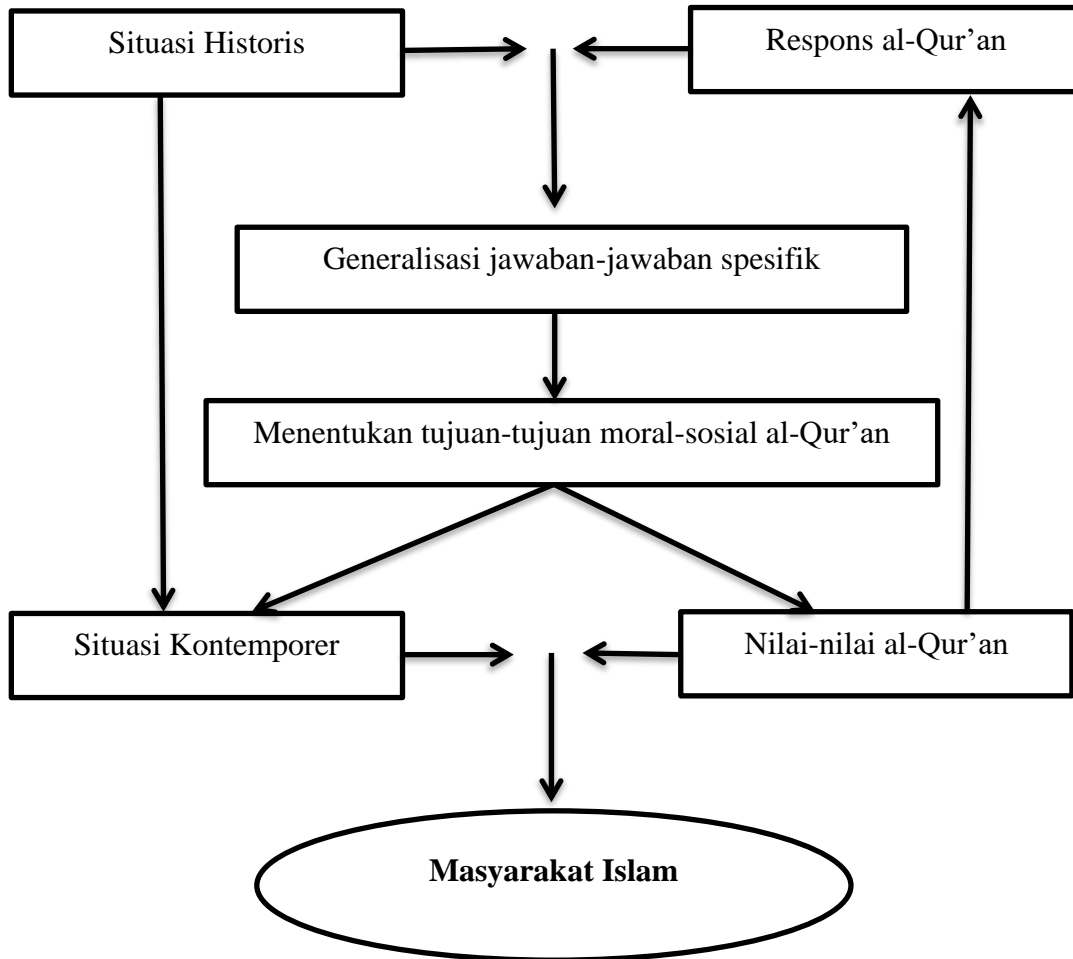 Situasi Historis
Respons al-Qur’an
Generalisasi jawaban-jawaban spesifik
Menentukan tujuan-tujuan moral-sosial al-Qur’an
Situasi Kontemporer
Nilai-nilai al-Qur’an
Masyarakat Islam